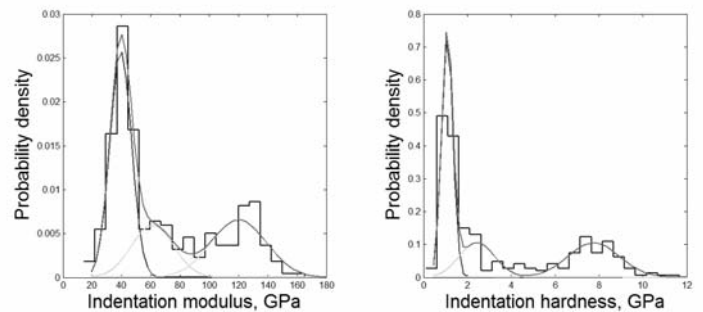 Probability density
0.03
0.025
0.02
0.015
0.01
0.005
0
0 20 40 60 80 100 120 140 160 180
Indentation modulus, GPa
Probability density
0.8
0.7
0.6
0.5
0.4
0.3
0.2
0.1
0
0 2 4 6 8 10 12
Indentation hardness, GPa